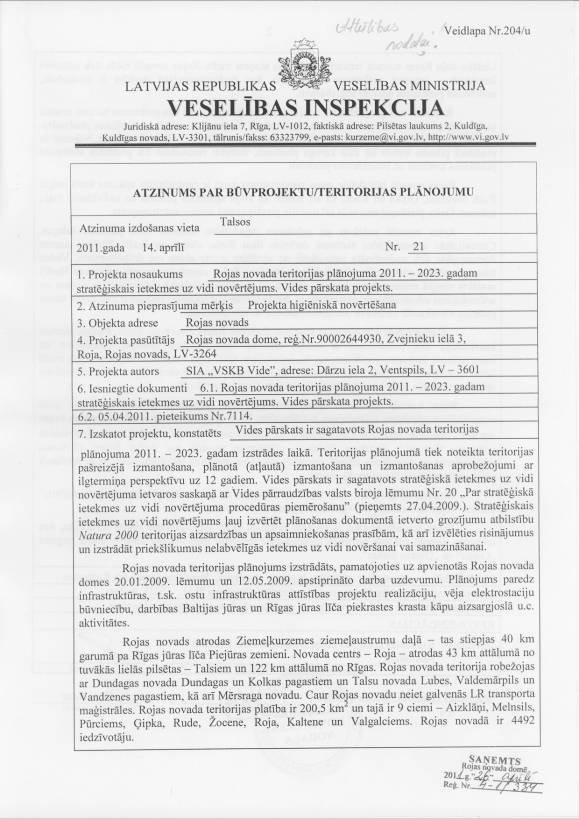 Attīstības
nodaļai!
Veidlapa Nr.204/u
LATVIJAS REPUBLIKAS VESELĪBAS MINISTRIJA
VESELĪBAS INSPEKCIJA
Juridiskā adrese: Klijānu iela 7, Rīga, LV-1012, faktiskā adrese: Pilsētas laukums 2, Kuldīga,
Kuldīgas novads, LV-3301, tālrunis/fakss: 63323799, e-pasts: kurzeme@vi.gov.lv, http://www.vi.gov.lv
ATZINUMS PAR BŪVPROJEKTU/TERITORIJAS PLĀNOJUMU
Atzinuma izdošanas vieta Talsos
2011.gada 14. aprīlī Nr. 21
1. Projekta nosaukums Rojas novada teritorijas plānojuma 2011. – 2023. gadam
stratēģiskais ietekmes uz vidi novērtējums. Vides pārskata projekts.
2. Atzinuma pieprasījuma mērķis Projekta higiēniskā novērtēšana
3. Objekta adrese Rojas novads
4. Projekta pasūtītājs Rojas novada dome, reģ.Nr.90002644930, Zvejnieku ielā 3,
Roja, Rojas novads, LV-3264
5. Projekta autors SIA „VSKB Vide”, adrese: Dārzu iela 2, Ventspils, LV – 3601
6. Iesniegtie dokumenti 6.1. Rojas novada teritorijas plānojuma 2011. – 2023. gadam
stratēģiskais ietekmes uz vidi novērtējums. Vides pārskata projekts.
6.2. 05.04.2011. pieteikums Nr.7114.
7. Izskatot projektu, konstatēts Vides pārskats ir sagatavots Rojas novada teritorijas
plānojuma 2011. – 2023. gadam izstrādes laikā. Teritorijas plānojumā tiek noteikta teritorijas
pašreizējā izmantošana, plānotā (atļautā) izmantošana un izmantošanas aprobežojumi ar
ilgtermiņa perspektīvu uz 12 gadiem. Vides pārskats ir sagatavots stratēģiskā ietekmes uz vidi
novērtējuma ietvaros saskaņā ar Vides pārraudzības valsts biroja lēmumu Nr. 20 „Par stratēģiskā
ietekmes uz vidi novērtējuma procedūras piemērošanu” (pieņemts 27.04.2009.). Stratēģiskais
ietekmes uz vidi novērtējums ļauj izvērtēt plānošanas dokumentā ietverto grozījumu atbilstību
Natura 2000 teritorijas aizsardzības un apsaimniekošanas prasībām, kā arī izvēlēties risinājumus
un izstrādāt priekšlikumus nelabvēlīgās ietekmes uz vidi novēršanai vai samazināšanai.
Rojas novada teritorijas plānojums izstrādāts, pamatojoties uz apvienotās Rojas novada
domes 20.01.2009. lēmumu un 12.05.2009. apstiprināto darba uzdevumu. Plānojums paredz
infrastruktūras, t.sk. ostu infrastruktūras attīstības projektu realizāciju, vēja elektrostaciju
būvniecību, darbības Baltijas jūras un Rīgas jūras līča piekrastes krasta kāpu aizsargjoslā u.c.
aktivitātes.
Rojas novads atrodas Ziemeļkurzemes ziemeļaustrumu daļā – tas stiepjas 40 km
garumā pa Rīgas jūras līča Piejūras zemieni. Novada centrs – Roja – atrodas 43 km attālumā no
tuvākās lielās pilsētas – Talsiem un 122 km attālumā no Rīgas. Rojas novada teritorija robežojas
ar Dundagas novada Dundagas un Kolkas pagastiem un Talsu novada Lubes, Valdemārpils un
Vandzenes pagastiem, kā arī Mērsraga novadu. Caur Rojas novadu neiet galvenās LR transporta
maģistrāles. Rojas novada teritorijas platība ir 200,5 km² un tajā ir 9 ciemi – Aizklāņi, Melnsils,
Pūrciems, Ģipka, Rude, Žocene, Roja, Kaltene un Valgalciems. Rojas novadā ir 4492
iedzīvotāju.
SAŅEMTS
Rojas novada domē
2011.g."26" aprīlī
Reģ. Nr.